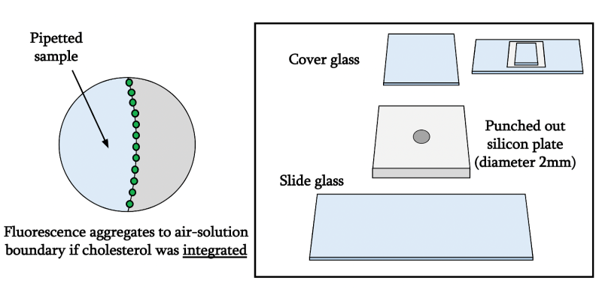 Pipetted
sample
Fluorescence aggregates to air-solution
boundary if cholesterol was integrated
Cover glass
Punched out
silicon plate
(diameter 2mm)
Slide glass